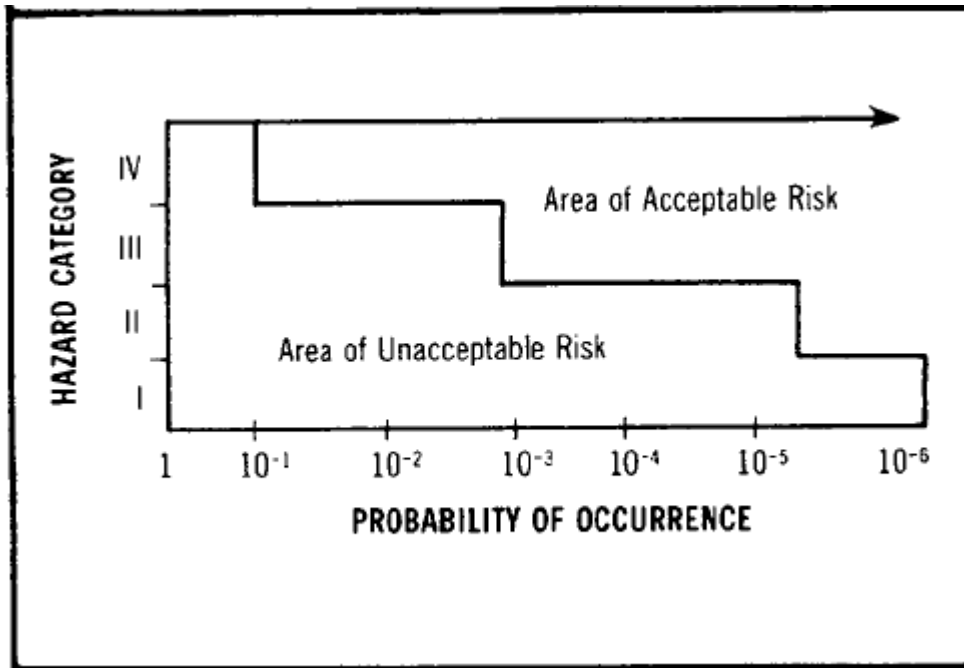 HAZARD CATEGORY
IV
III
II
I
Area of Acceptable Risk
Area of Unacceptable Risk
1 10⁻¹ 10⁻² 10⁻³ 10⁻⁴ 10⁻⁵ 10⁻⁶
PROBABILITY OF OCCURRENCE